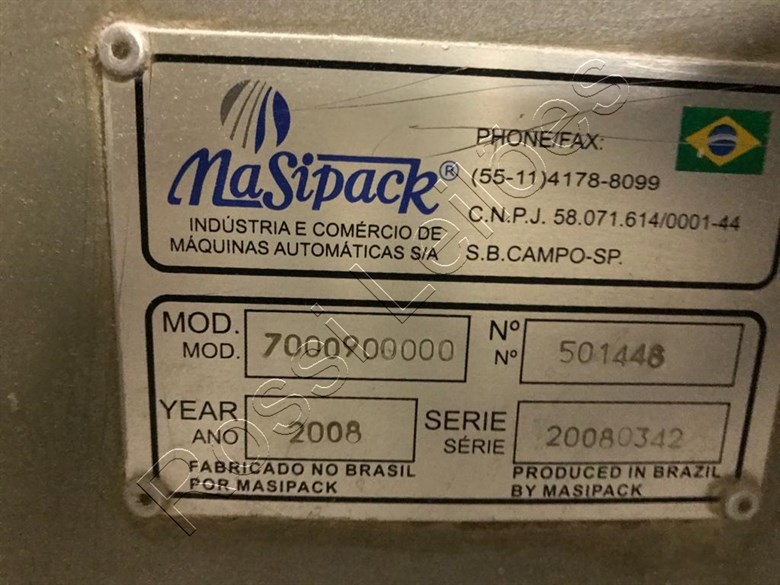 MaSipack®
INDÚSTRIA E COMÉRCIO DE
MÁQUINAS AUTOMÁTICAS S/A
PHONE/FAX:
(55-11)4178-8099
C.N.P.J. 58.071.614/0001-44
S.B.CAMPO-SP.
MOD.
MOD.
7000900000
Nº
Nº
501448
YEAR
ANO
2008
SERIE
SÉRIE
20080342
FABRICADO NO BRASIL
POR MASIPACK
PRODUCED IN BRAZIL
BY MASIPACK
Rossi Leilões